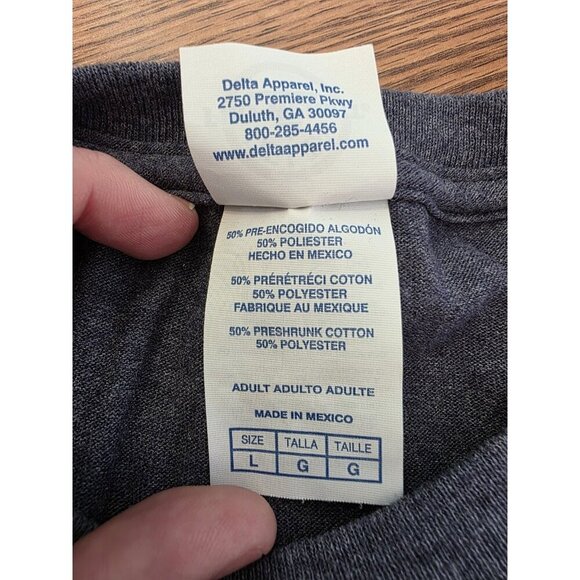 Delta Apparel, Inc.
2750 Premiere Pkwy
Duluth, GA 30097
800-285-4456
www.deltaapparel.com
50% PRE-ENCOGIDO ALGODÓN
50% POLIESTER
HECHO EN MEXICO
50% PRÉRÉTRÉCI COTON
50% POLYESTER
FABRIQUE AU MEXIQUE
50% PRESHRUNK COTTON
50% POLYESTER
ADULT ADULTO ADULTE
MADE IN MEXICO
SIZE TALLA TAILLE
L G G